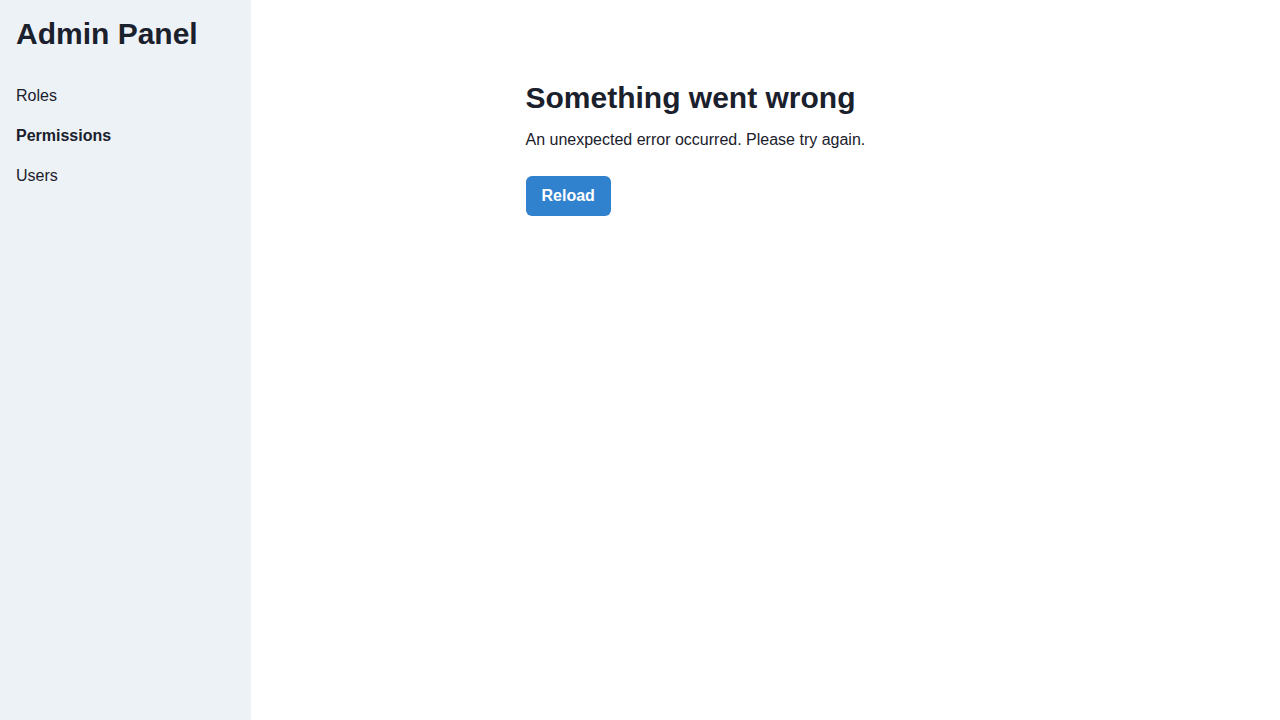 Admin Panel
Roles
Permissions
Users
Something went wrong
An unexpected error occurred. Please try again.
Reload